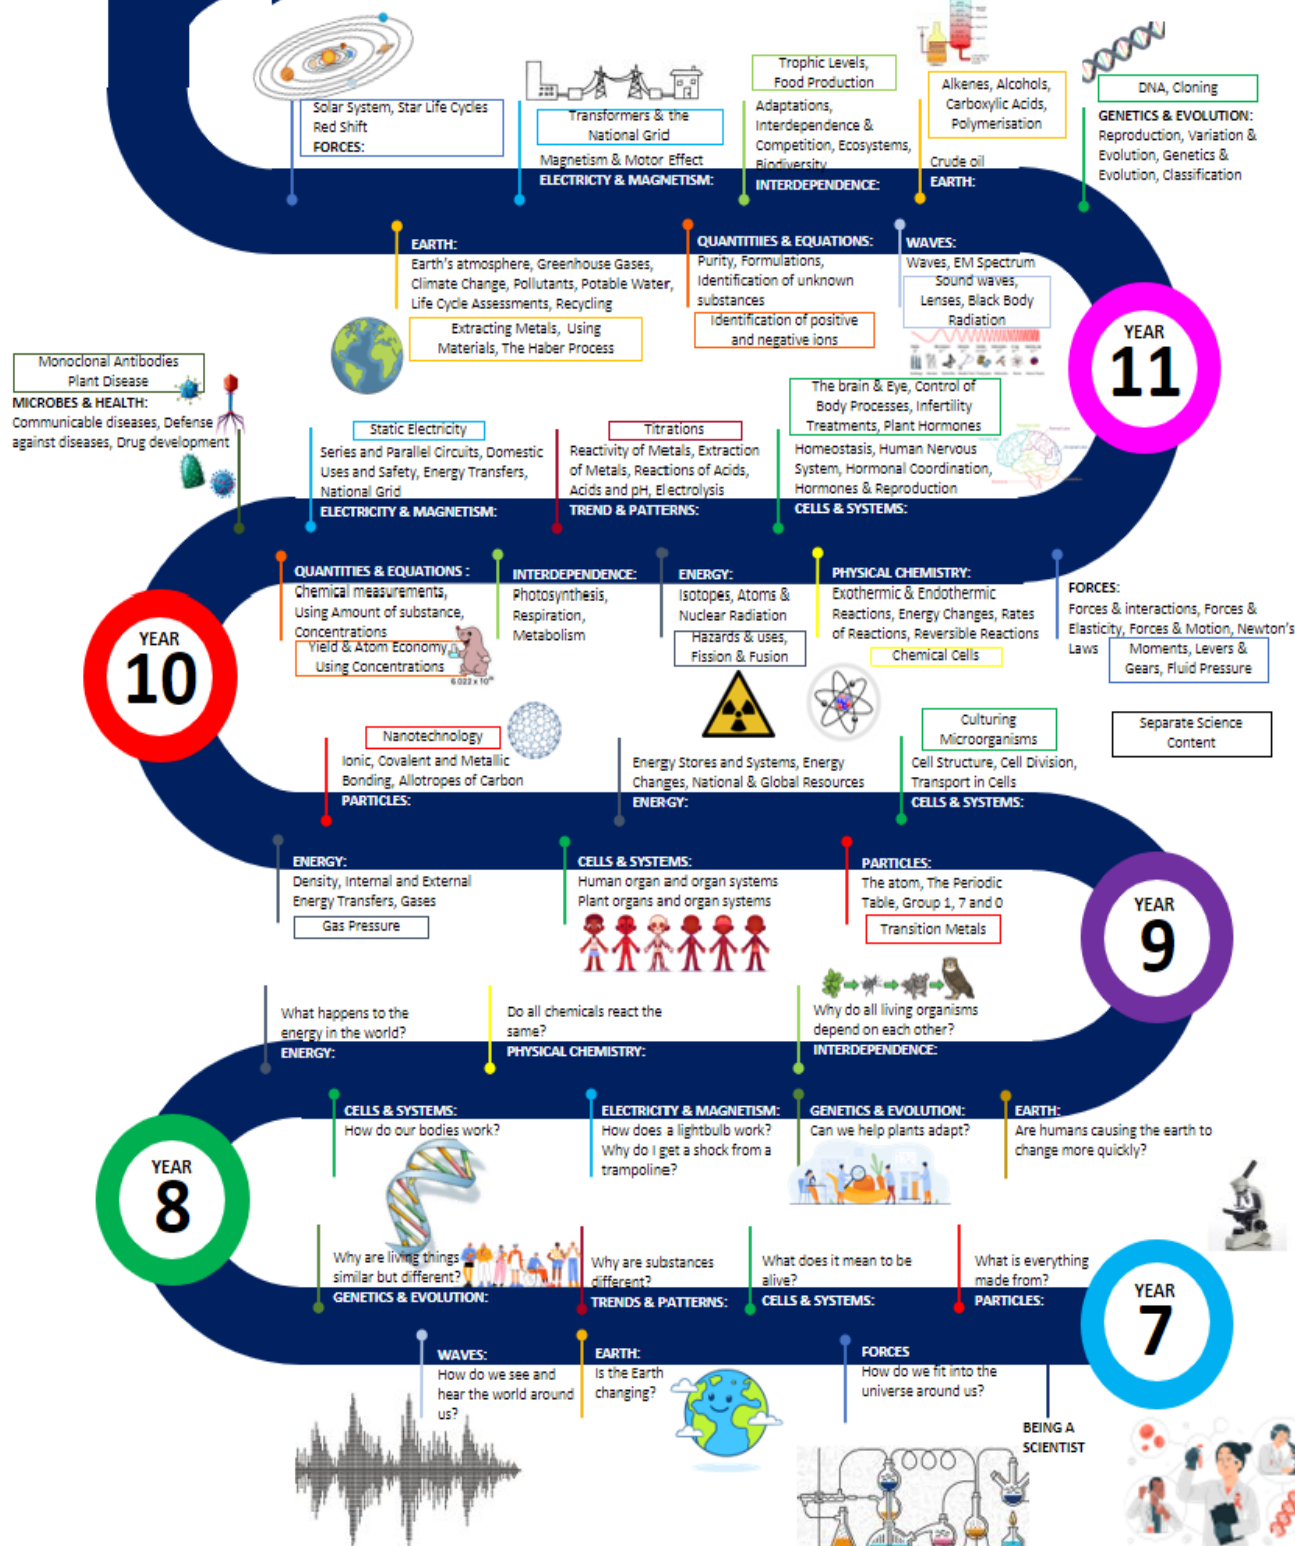 Solar System, Star Life Cycles
Red Shift
FORCES:
Transformers & the
National Grid
Magnetism & Motor Effect
ELECTRICTY & MAGNETISM:
Trophic Levels,
Food Production
Adaptations,
Interdependence &
Competition, Ecosystems,
Biodiversity
INTERDEPENDENCE:
Alkenes, Alcohols,
Carboxylic Acids,
Polymerisation
Crude oil
EARTH:
DNA, Cloning
GENETICS & EVOLUTION:
Reproduction, Variation &
Evolution, Genetics &
Evolution, Classification
EARTH:
Earth's atmosphere, Greenhouse Gases,
Climate Change, Pollutants, Potable Water,
Life Cycle Assessments, Recycling
Extracting Metals, Using
Materials, The Haber Process
QUANTITIIES & EQUATIONS:
Purity, Formulations,
Identification of unknown
substances
Identification of positive
and negative ions
WAVES:
Waves, EM Spectrum
Sound waves,
Lenses, Black Body
Radiation
YEAR
11
Monoclonal Antibodies
Plant Disease
MICROBES & HEALTH:
Communicable diseases, Defense
against diseases, Drug development
Static Electricity
Series and Parallel Circuits, Domestic
Uses and Safety, Energy Transfers,
National Grid
ELECTRICITY & MAGNETISM:
Titrations
Reactivity of Metals, Extraction
of Metals, Reactions of Acids,
Acids and pH, Electrolysis
TREND & PATTERNS:
The brain & Eye, Control of
Body Processes, Infertility
Treatments, Plant Hormones
Homeostasis, Human Nervous
System, Hormonal Coordination,
Hormones & Reproduction
CELLS & SYSTEMS:
QUANTITIES & EQUATIONS :
Chemical measurements,
Using Amount of substance,
Concentrations
Yield & Atom Economy,
Using Concentrations
INTERDEPENDENCE:
Photosynthesis,
Respiration,
Metabolism
ENERGY:
Isotopes, Atoms &
Nuclear Radiation
Hazards & uses,
Fission & Fusion
PHYSICAL CHEMISTRY:
Exothermic & Endothermic
Reactions, Energy Changes, Rates
of Reactions, Reversible Reactions
Chemical Cells
FORCES:
Forces & interactions, Forces &
Elasticity, Forces & Motion, Newton's
Laws
Moments, Levers &
Gears, Fluid Pressure
YEAR
10
Nanotechnology
Ionic, Covalent and Metallic
Bonding, Allotropes of Carbon
PARTICLES:
Energy Stores and Systems, Energy
Changes, National & Global Resources
ENERGY:
Culturing
Microorganisms
Cell Structure, Cell Division,
Transport in Cells
CELLS & SYSTEMS:
Separate Science
Content
ENERGY:
Density, Internal and External
Energy Transfers, Gases
Gas Pressure
CELLS & SYSTEMS:
Human organ and organ systems
Plant organs and organ systems
PARTICLES:
The atom, The Periodic
Table, Group 1, 7 and 0
Transition Metals
YEAR
9
What happens to the
energy in the world?
ENERGY:
Do all chemicals react the
same?
PHYSICAL CHEMISTRY:
Why do all living organisms
depend on each other?
INTERDEPENDENCE:
CELLS & SYSTEMS:
How do our bodies work?
ELECTRICITY & MAGNETISM:
How does a lightbulb work?
Why do I get a shock from a
trampoline?
GENETICS & EVOLUTION:
Can we help plants adapt?
EARTH:
Are humans causing the earth to
change more quickly?
YEAR
8
Why are living things
similar but different?
GENETICS & EVOLUTION:
Why are substances
different?
TRENDS & PATTERNS:
What does it mean to be
alive?
CELLS & SYSTEMS:
What is everything
made from?
PARTICLES:
YEAR
7
WAVES:
How do we see and
hear the world around
us?
EARTH:
Is the Earth
changing?
FORCES
How do we fit into the
universe around us?
BEING A
SCIENTIST